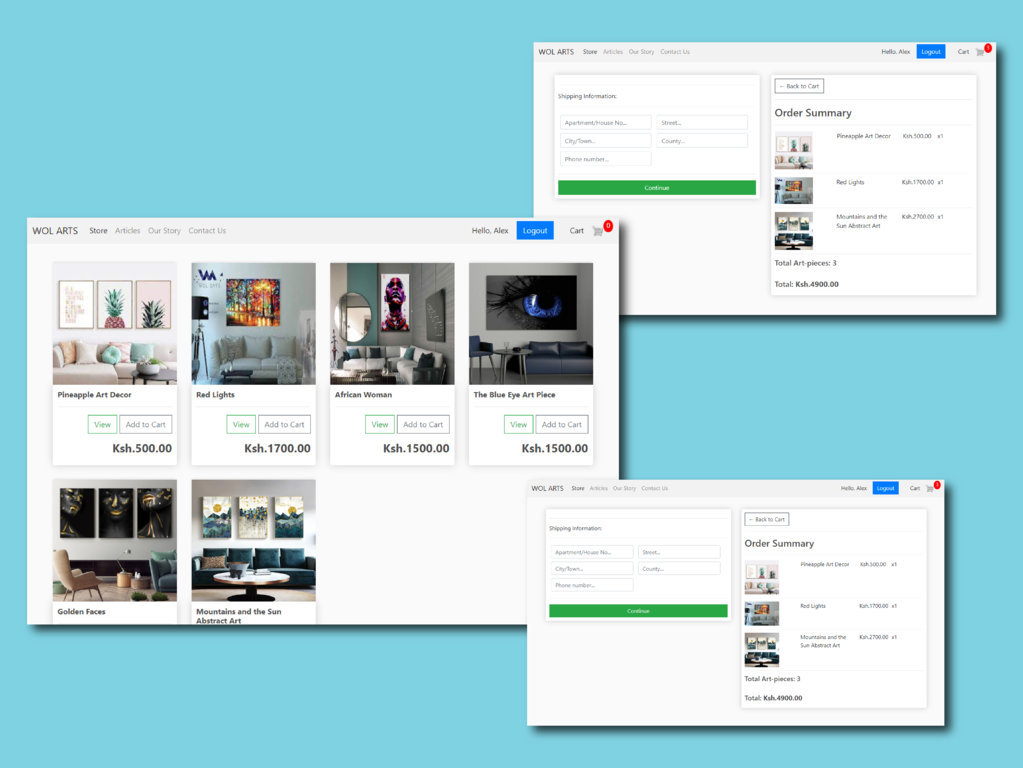 WOL ARTS Store Articles Our Story Contact Us Hello, Alex Logout Cart
Shipping Information:
Apartment/House No... Street...
City/Town... County...
Phone number...
Continue
← Back to Cart
Order Summary
Pineapple Art Decor Ksh.500.00 x1
Red Lights Ksh.1700.00 x1
Mountains and the Ksh.2700.00 x1
Sun Abstract Art
Total Art-pieces: 3
Total: Ksh.4900.00
WOL ARTS Store Articles Our Story Contact Us Hello, Alex Logout Cart 0
WOL ARTS
Pineapple Art Decor
View Add to Cart
Ksh.500.00
Red Lights
View Add to Cart
Ksh.1700.00
African Woman
View Add to Cart
Ksh.1500.00
The Blue Eye Art Piece
View Add to Cart
Ksh.1500.00
Golden Faces
Mountains and the Sun
Abstract Art
WOL ARTS Store Articles Our Story Contact Us Hello, Alex Logout Cart
Shipping Information:
Apartment/House No... Street...
City/Town... County...
Phone number...
Continue
← Back to Cart
Order Summary
Pineapple Art Decor Ksh.500.00 x1
Red Lights Ksh.1700.00 x1
Mountains and the Ksh.2700.00 x1
Sun Abstract Art
Total Art-pieces: 3
Total: Ksh.4900.00